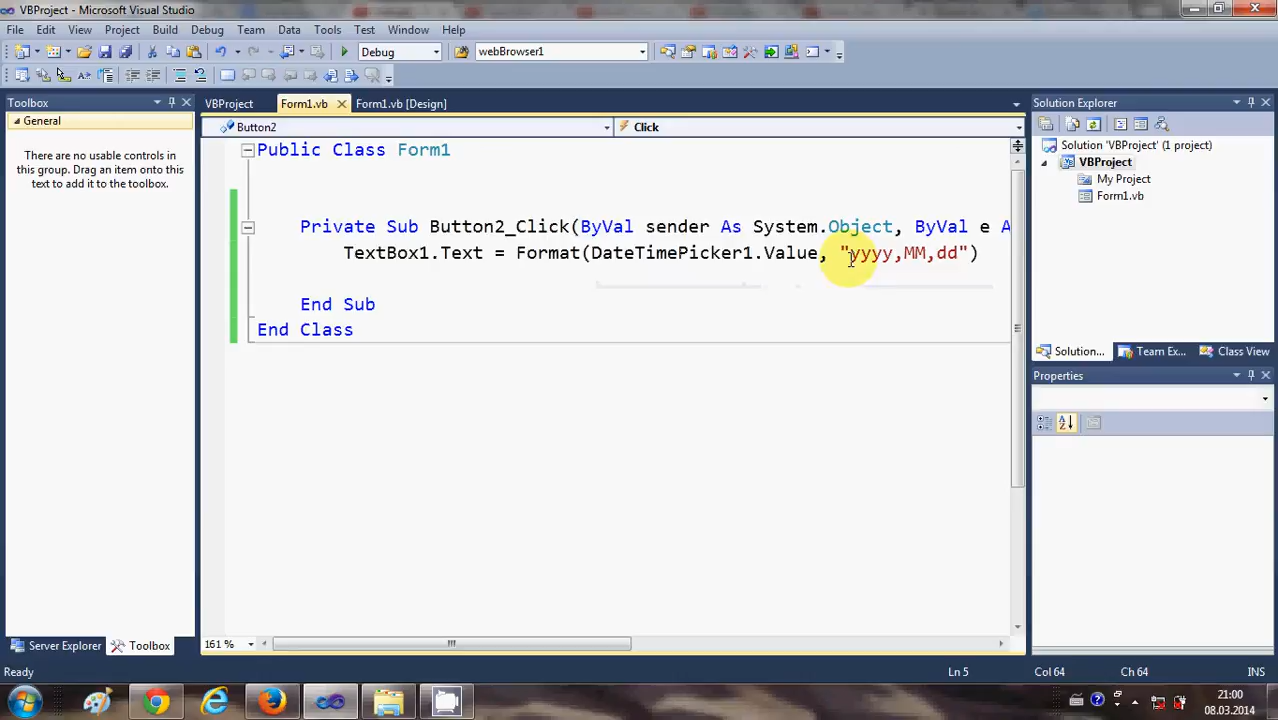 VBProject - Microsoft Visual Studio
File Edit View Project Build Debug Team Data Tools Test Window Help
Debug webBrowser1
Toolbox
VBProject Form1.vb Form1.vb [Design]
Solution Explorer
General
Button2 Click
There are no usable controls in
this group. Drag an item onto this
text to add it to the toolbox.
Public Class Form1
Private Sub Button2_Click(ByVal sender As System.Object, ByVal e A
TextBox1.Text = Format(DateTimePicker1.Value, "yyyy,MM,dd")
End Sub
End Class
Solution 'VBProject' (1 project)
VBProject
My Project
Form1.vb
Solution... Team Ex... Class View
Properties
Server Explorer Toolbox
161 %
Ready Ln 5 Col 64 Ch 64 INS
21:00
08.03.2014